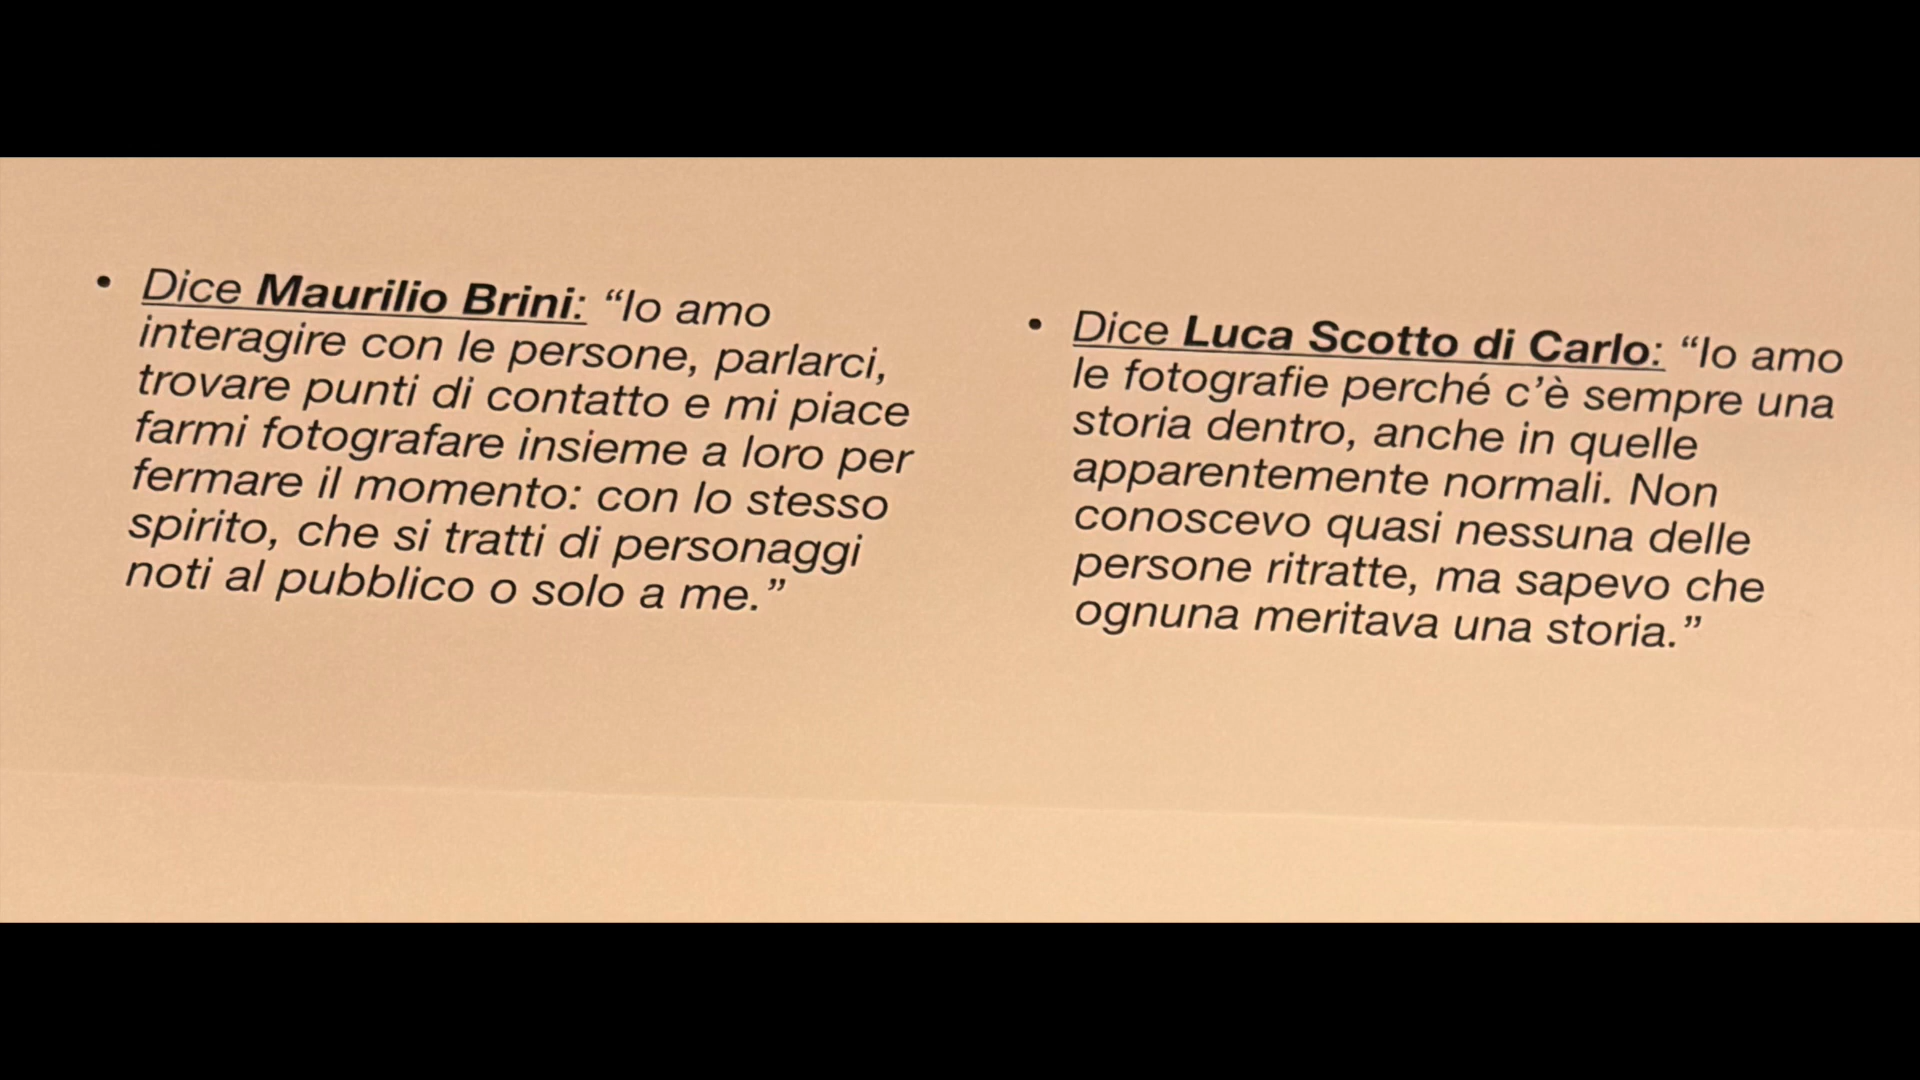 • Dice Maurilio Brini: “Io amo
interagire con le persone, parlarci,
trovare punti di contatto e mi piace
farmi fotografare insieme a loro per
fermare il momento: con lo stesso
spirito, che si tratti di personaggi
noti al pubblico o solo a me.”
• Dice Luca Scotto di Carlo: “Io amo
le fotografie perché c’è sempre una
storia dentro, anche in quelle
apparentemente normali. Non
conoscevo quasi nessuna delle
persone ritratte, ma sapevo che
ognuna meritava una storia.”